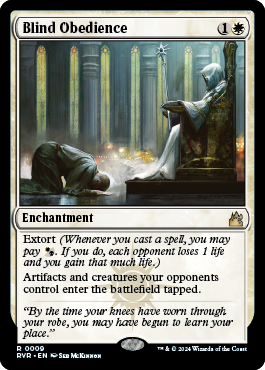 Blind Obedience 1
Enchantment
Extort (Whenever you cast a spell, you may
pay . If you do, each opponent loses 1 life
and you gain that much life.)
Artifacts and creatures your opponents
control enter the battlefield tapped.
“By the time your knees have worn through
your robe, you may have begun to learn your
place.”
R 0009
RVR • EN Seb McKinnon
™ & © 2024 Wizards of the Coast